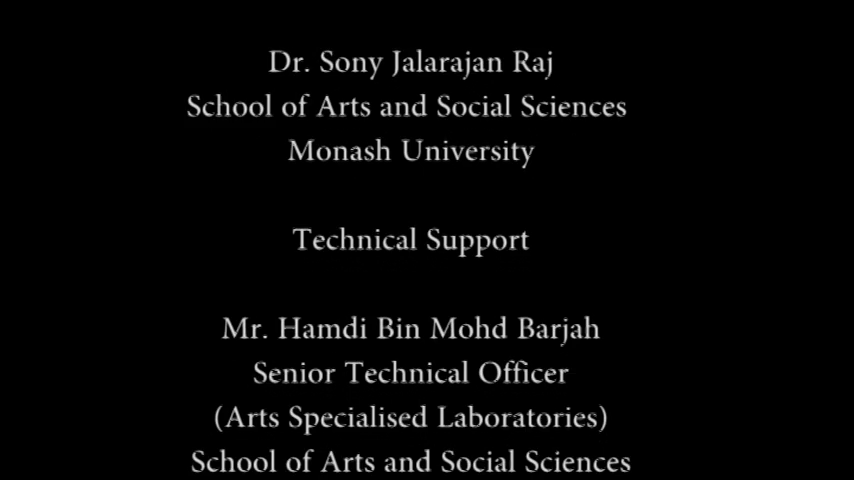 Dr. Sony Jalarajan Raj
School of Arts and Social Sciences
Monash University
Technical Support
Mr. Hamdi Bin Mohd Barjah
Senior Technical Officer
(Arts Specialised Laboratories)
School of Arts and Social Sciences